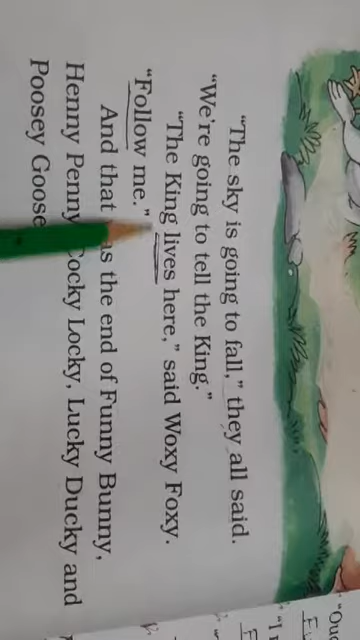 "The sky is going to fall," they all said.
"We're going to tell the King."
"The King lives here," said Woxy Foxy.
"Follow me."
And that as the end of Funny Bunny,
Henny Penny ocky Locky, Lucky Ducky and
Poosey Goose